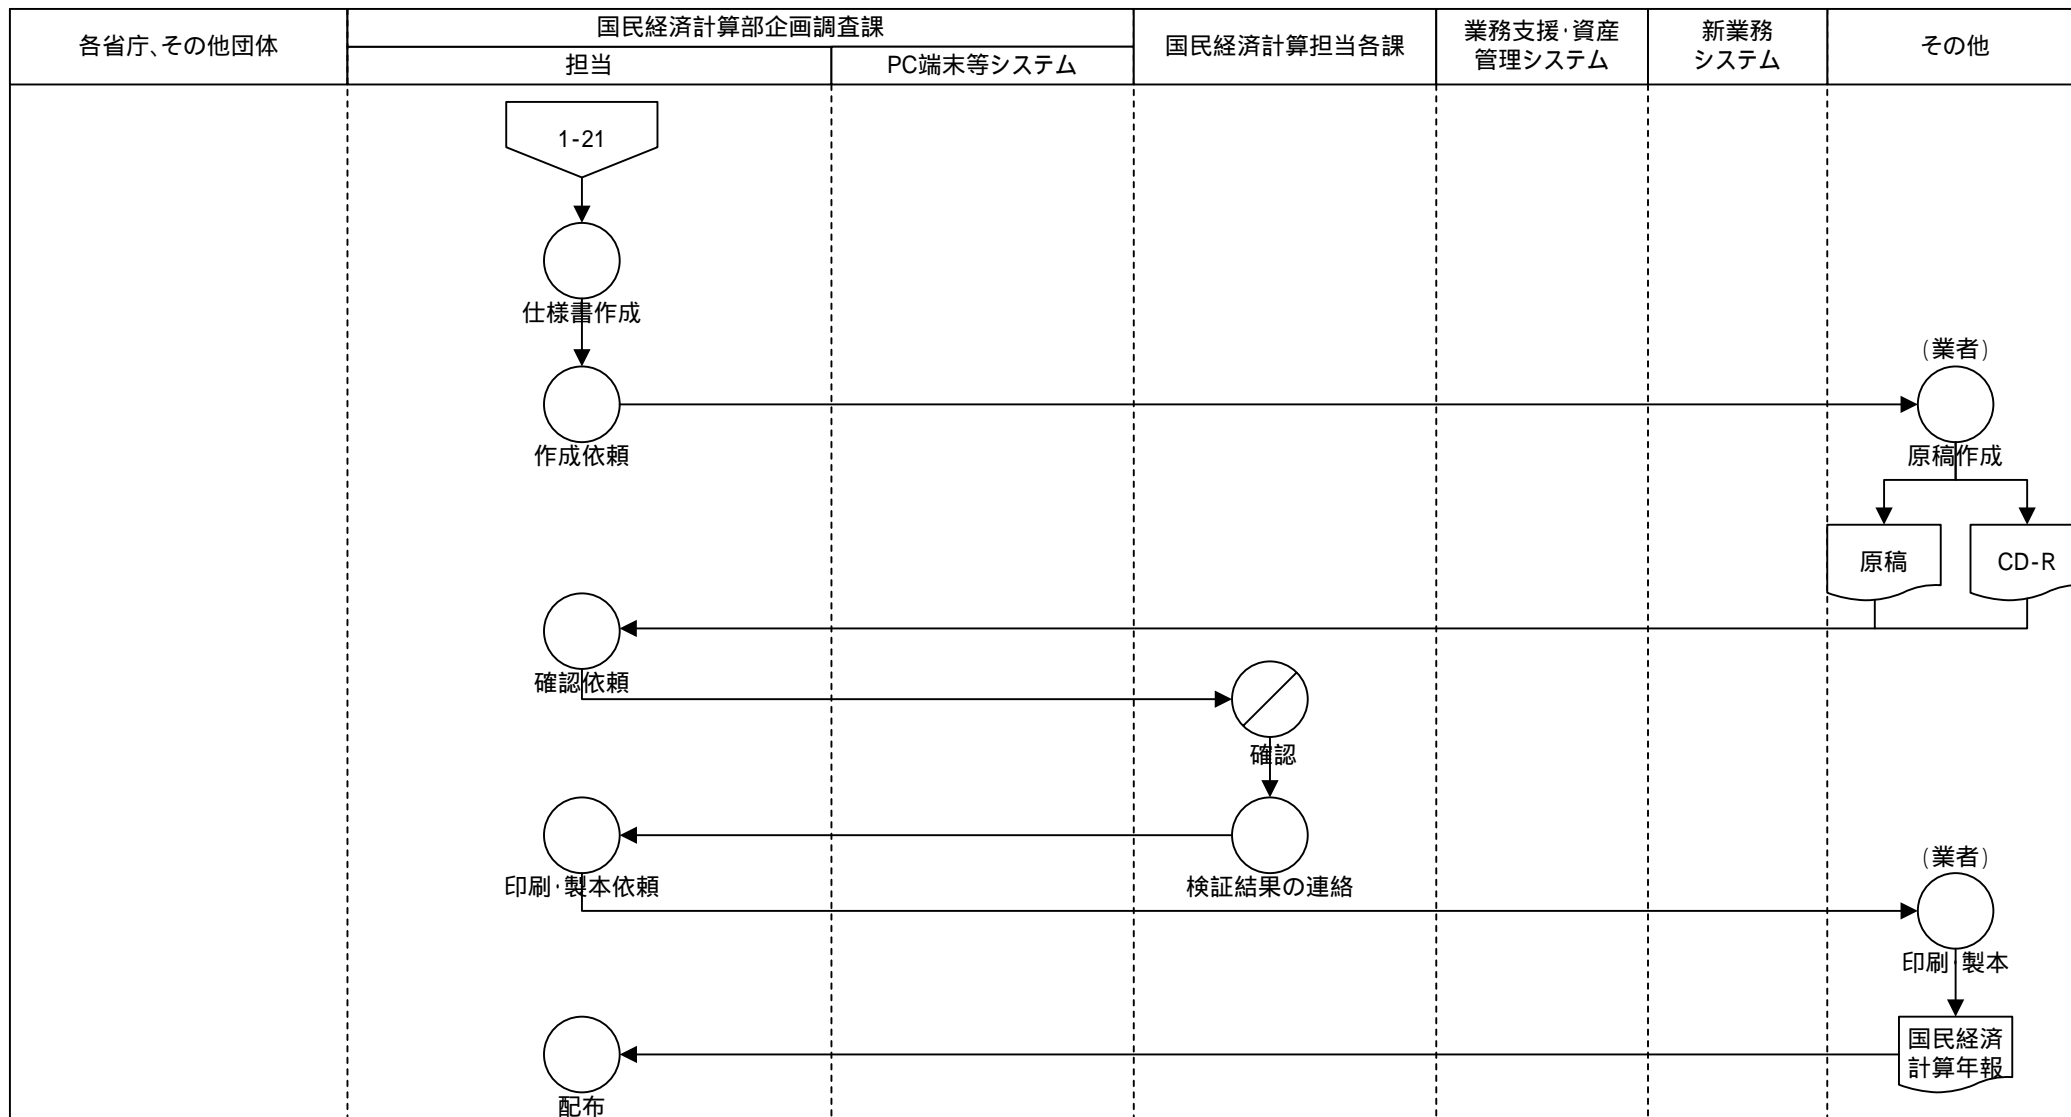 各省庁、その他団体
国民経済計算部企画調査課
担当
PC端末等システム
国民経済計算担当各課
業務支援・資産
管理システム
新業務
システム
その他
1-21
仕様書作成
(業者)
作成依頼
原稿作成
原稿
CD-R
確認依頼
確認
印刷・製本依頼
検証結果の連絡
(業者)
印刷・製本
国民経済
計算年報
配布